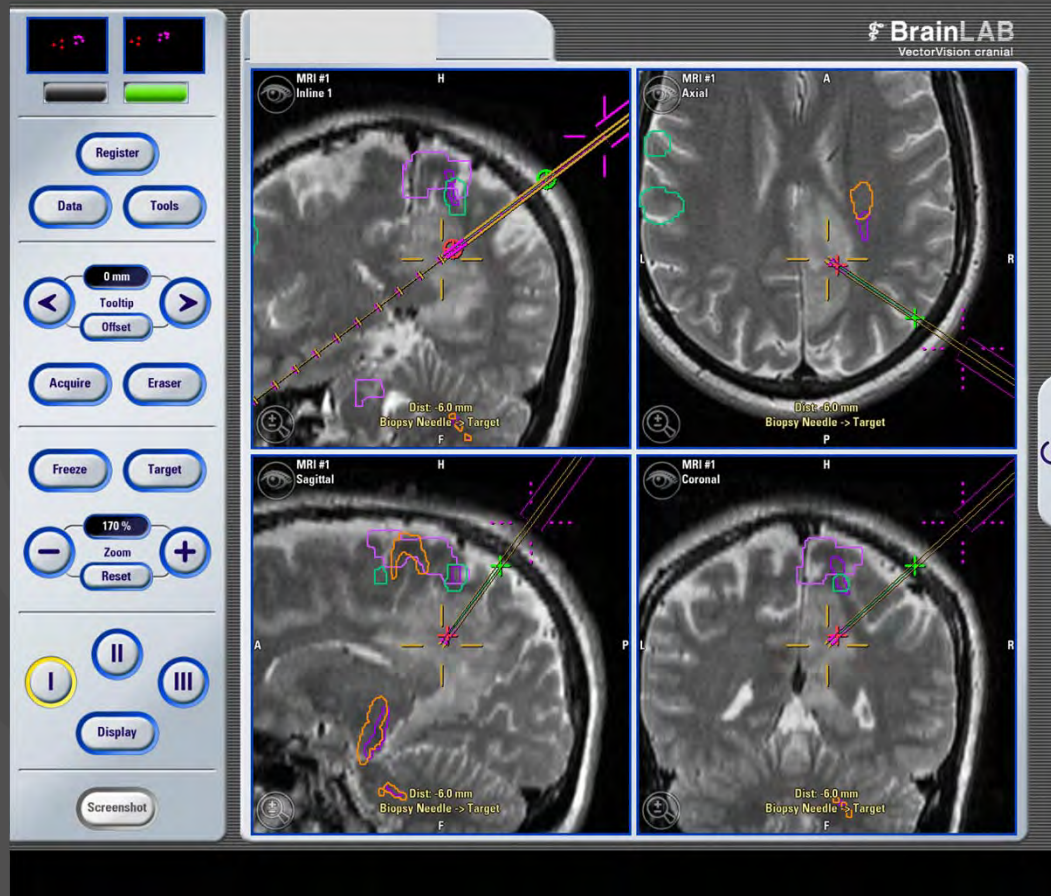 BrainLAB
VectorVision cranial
Register
Data
Tools
0 mm
<
Tooltip
>
Offset
Acquire
Eraser
Freeze
Target
170 %
−
Zoom
+
Reset
II
I
III
Display
Screenshot
MRI #1
Inline 1
H
Dist: -6.0 mm
Biopsy Needle -> Target
F
MRI #1
Axial
A
L
R
Dist: -6.0 mm
Biopsy Needle -> Target
P
MRI #1
Sagittal
H
A
P
Dist: -6.0 mm
Biopsy Needle -> Target
F
MRI #1
Coronal
H
L
R
Dist: -6.0 mm
Biopsy Needle -> Target
F